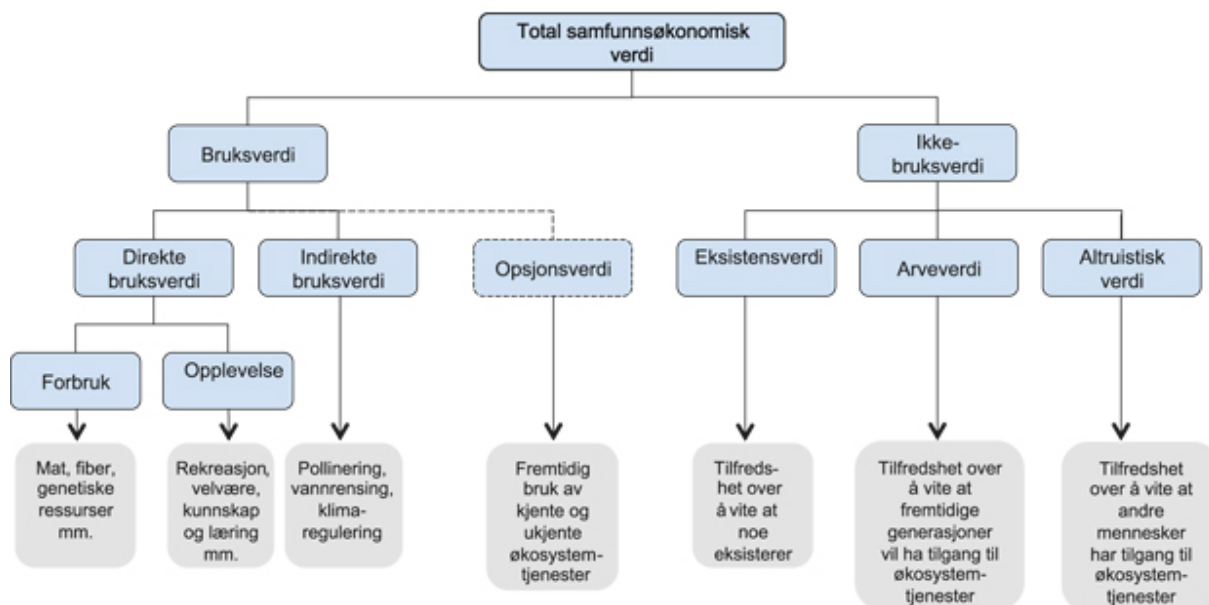 Total samfunnsøkonomisk
verdi
Bruksverdi
Ikke-
bruksverdi
Direkte
bruksverdi
Indirekte
bruksverdi
Opsjonsverdi
Eksistensverdi
Arveverdi
Altruistisk
verdi
Forbruk
Opplevelse
Mat, fiber,
genetiske
ressurser
mm.
Rekreasjon,
velvære,
kunnskap
og læring
mm.
Pollinering,
vannrensing,
klima-
regulering
Fremtidig
bruk av
kjente og
ukjente
økosystem-
tjenester
Tilfreds-
het over
å vite at
noe
eksisterer
Tilfredshet over
å vite at
fremtidige
generasjoner
vil ha tilgang til
økosystem-
tjenester
Tilfredshet
over å vite at
andre
mennesker
har tilgang til
økosystem-
tjenester